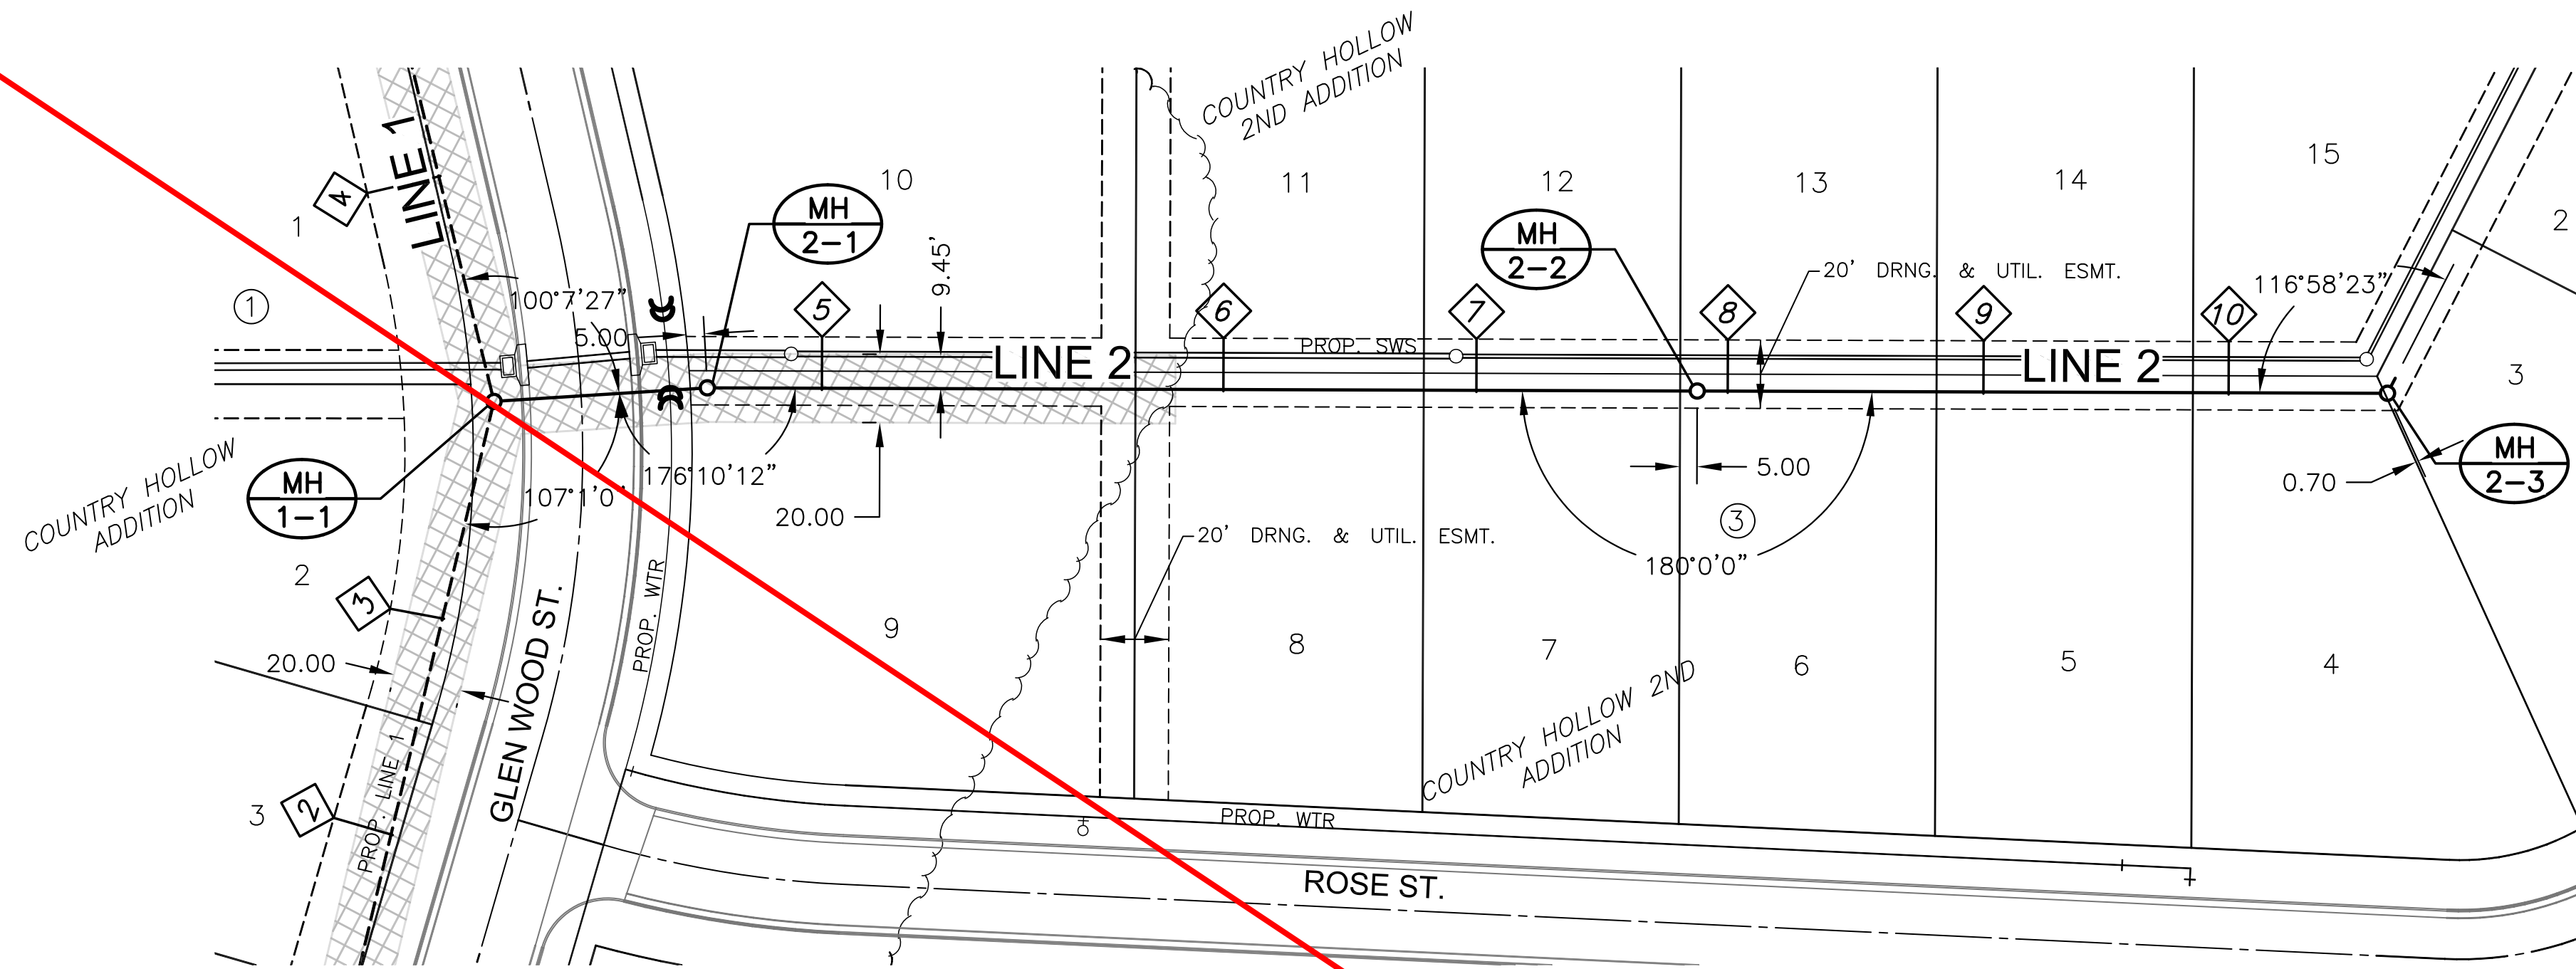 COUNTRY HOLLOW
2ND ADDITION
LINE 1
4
1
MH
2-1
10
11
12
13
14
15
2
MH
2-2
20' DRNG. & UTIL. ESMT.
116°58'23"
1
100°7'27"
5.00
9.45'
5
6
7
8
9
10
LINE 2
PROP. SWS
LINE 2
3
COUNTRY HOLLOW
ADDITION
MH
1-1
107°1'0"
176°10'12"
20.00
5.00
0.70
MH
2-3
3
20' DRNG. & UTIL. ESMT.
180°0'0"
2
3
GLEN WOOD ST.
PROP. WTR
9
8
7
6
5
4
20.00
COUNTRY HOLLOW 2ND
ADDITION
PROP. LINE 1
3
2
PROP. WTR
ROSE ST.